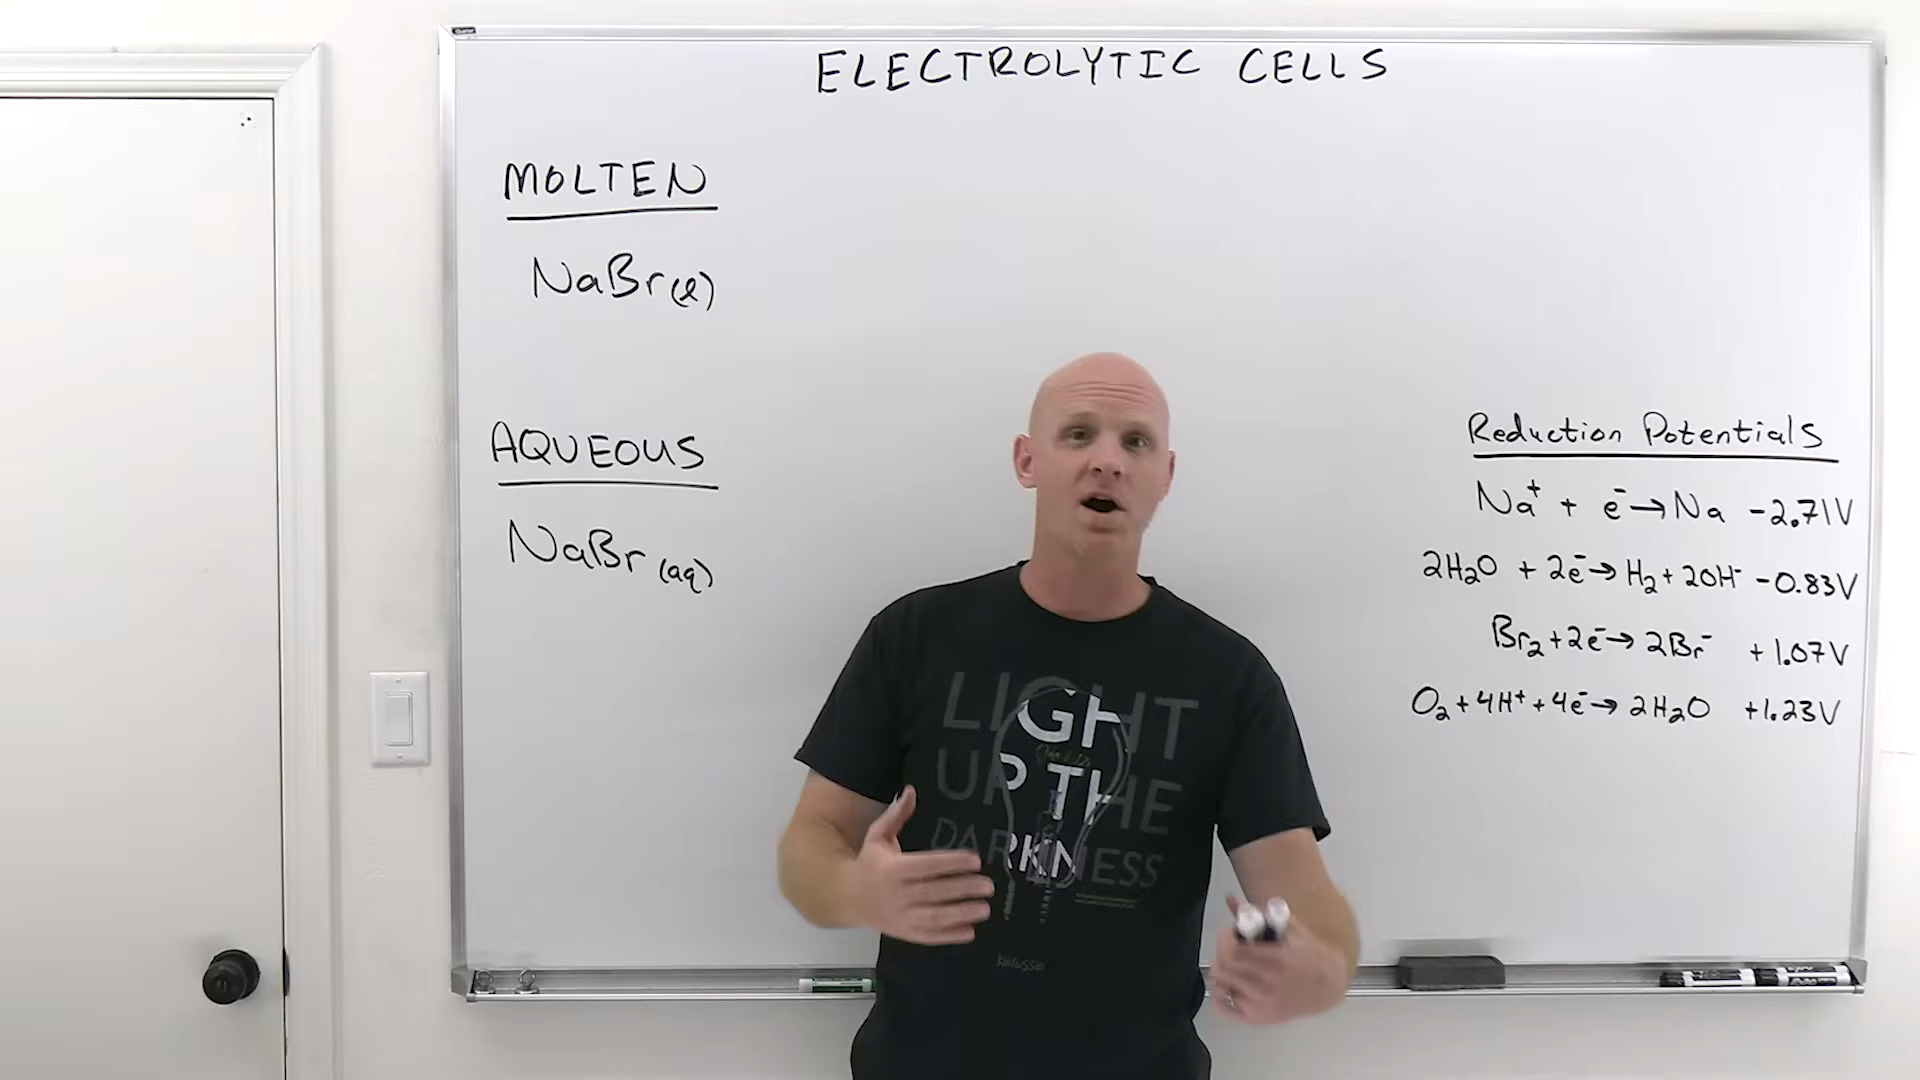 ELECTROLYTIC CELLS
MOLTEN
NaBr(l)
AQUEOUS
NaBr(aq)
Reduction Potentials
Na⁺ + e⁻ → Na -2.71V
2H₂O + 2e⁻ → H₂ + 2OH⁻ -0.83V
Br₂ + 2e⁻ → 2Br⁻ +1.07V
O₂ + 4H⁺ + 4e⁻ → 2H₂O +1.23V
LIGHT
UP THE
DARKNESS